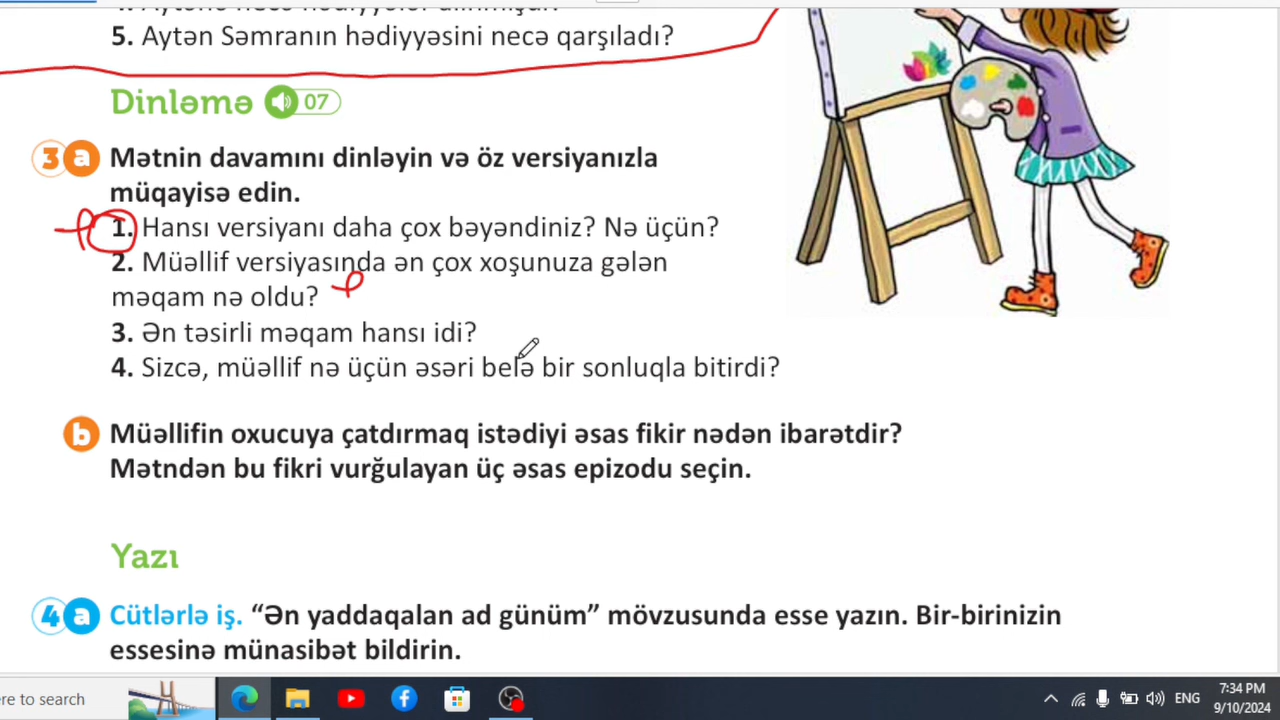 5. Aytən Səmranın hədiyyəsini necə qarşıladı?
Dinləmə 07
3 a Mətnin davamını dinləyin və öz versiyanızla
müqayisə edin.
1. Hansı versiyanı daha çox bəyəndiniz? Nə üçün?
2. Müəllif versiyasında ən çox xoşunuza gələn
məqam nə oldu?
3. Ən təsirli məqam hansı idi?
4. Sizcə, müəllif nə üçün əsəri belə bir sonluqla bitirdi?
b Müəllifin oxucuya çatdırmaq istədiyi əsas fikir nədən ibarətdir?
Mətndən bu fikri vurğulayan üç əsas epizodu seçin.
Yazı
4 a Cütlərlə iş. “Ən yaddaqalan ad günüm” mövzusunda esse yazın. Bir-birinizin
essesinə münasibət bildirin.
re to search
ENG
7:34 PM
9/10/2024